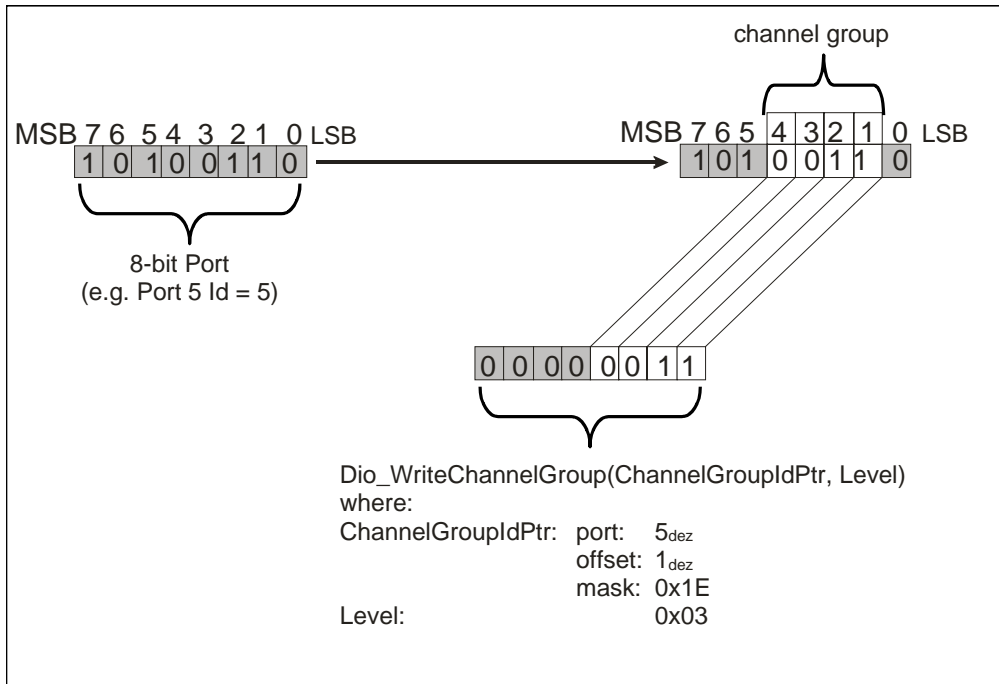 channel group
MSB 7 6 5 4 3 2 1 0 LSB
1 0 1 0 0 1 1 0
MSB 7 6 5 4 3 2 1 0 LSB
1 0 1 0 0 1 1 0
8-bit Port
(e.g. Port 5 Id = 5)
0 0 0 0 0 0 1 1
Dio_WriteChannelGroup(ChannelGroupIdPtr, Level)
where:
ChannelGroupIdPtr: port: 5dez
offset: 1dez
mask: 0x1E
Level: 0x03